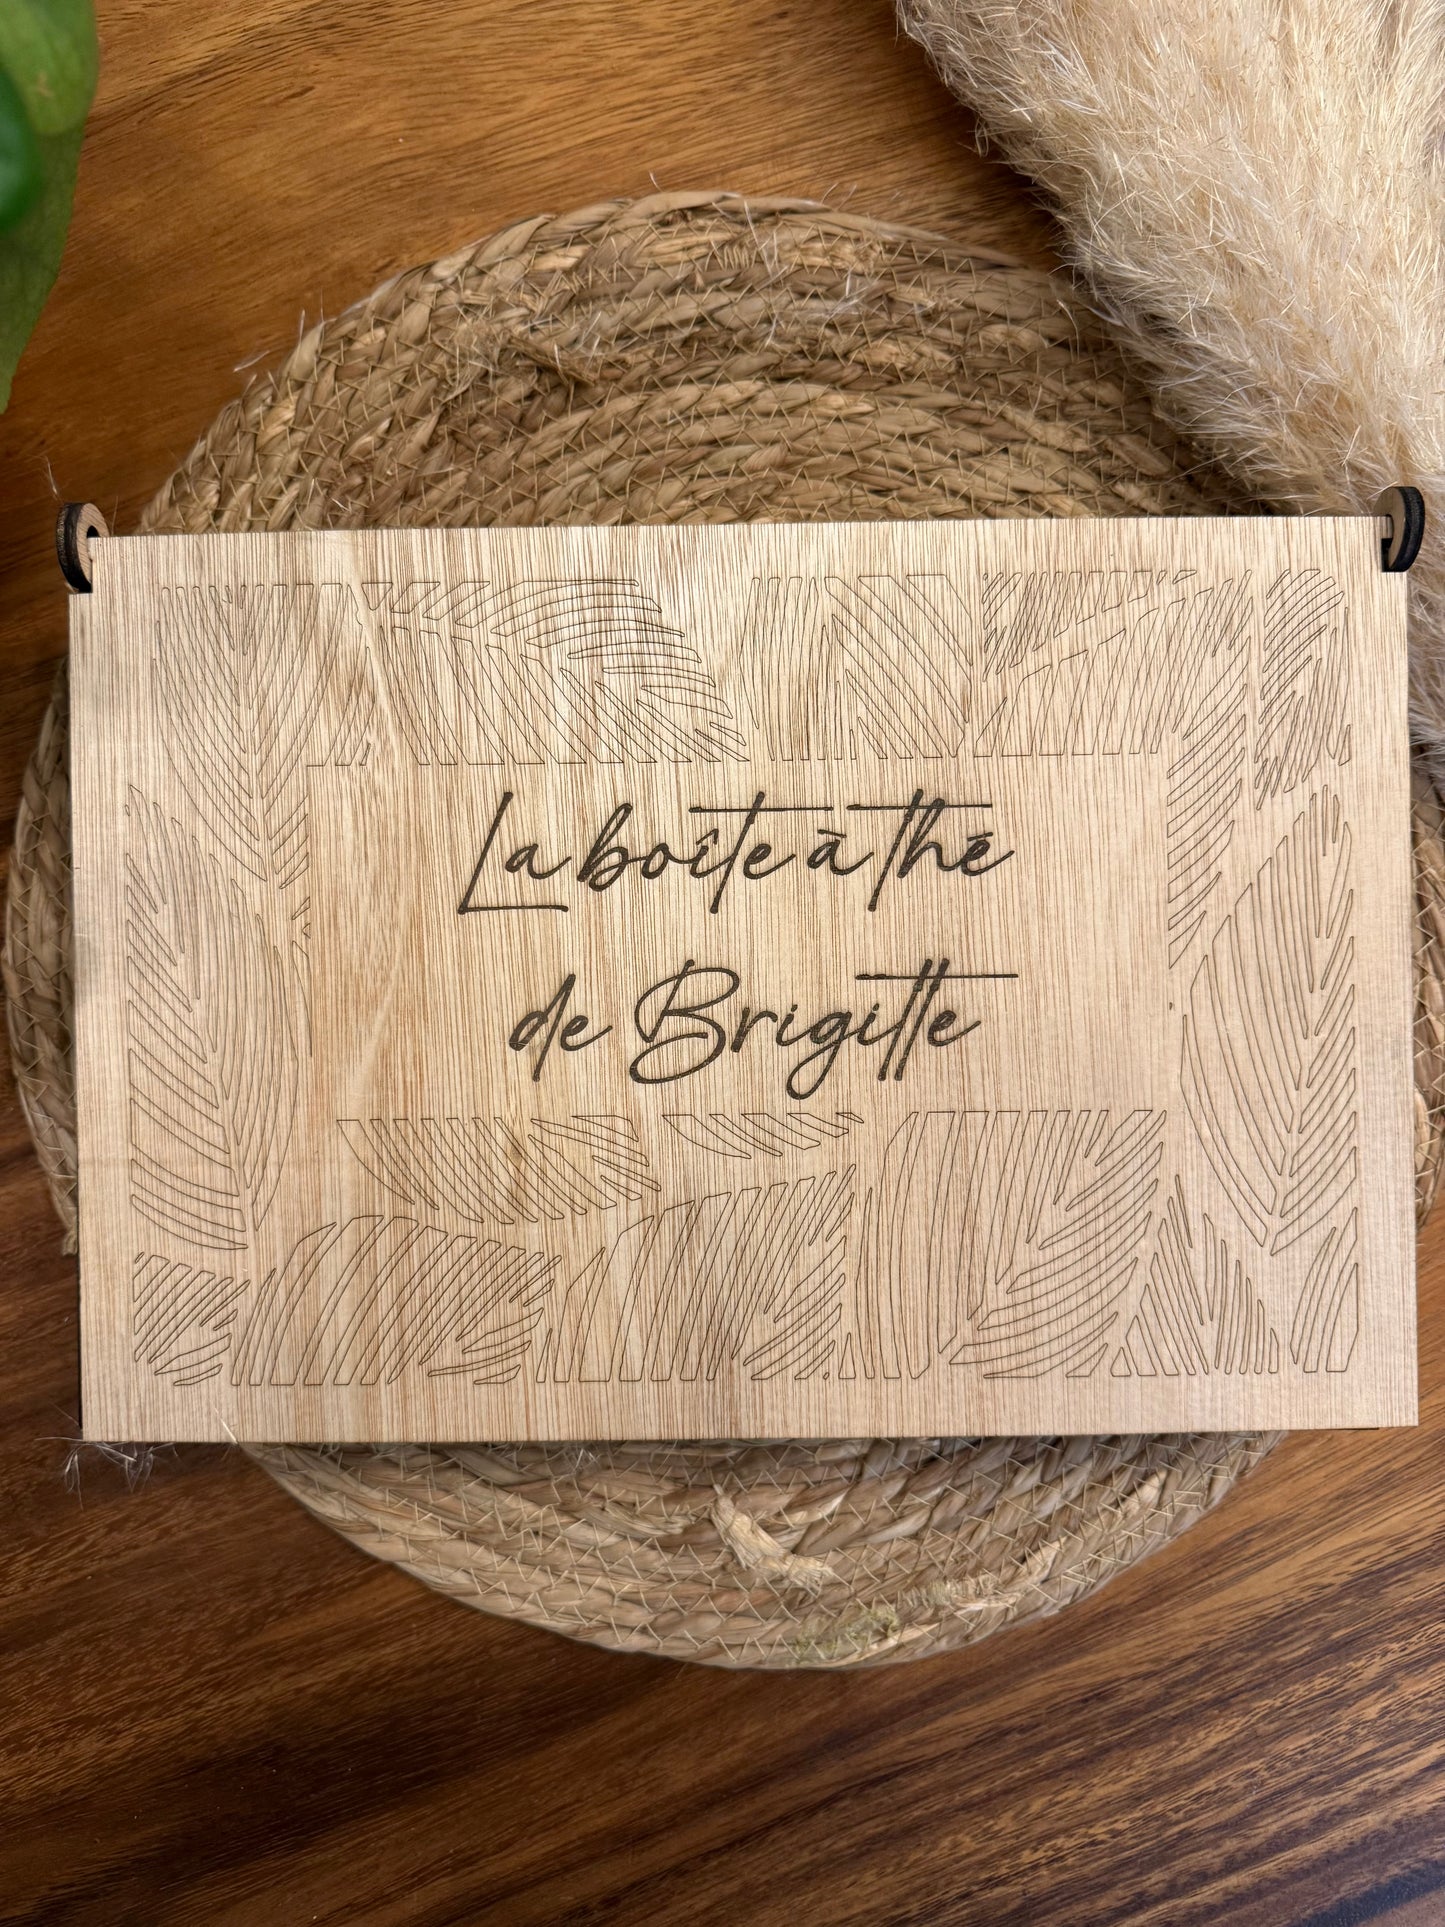 La boîte à thé
de Brigitte